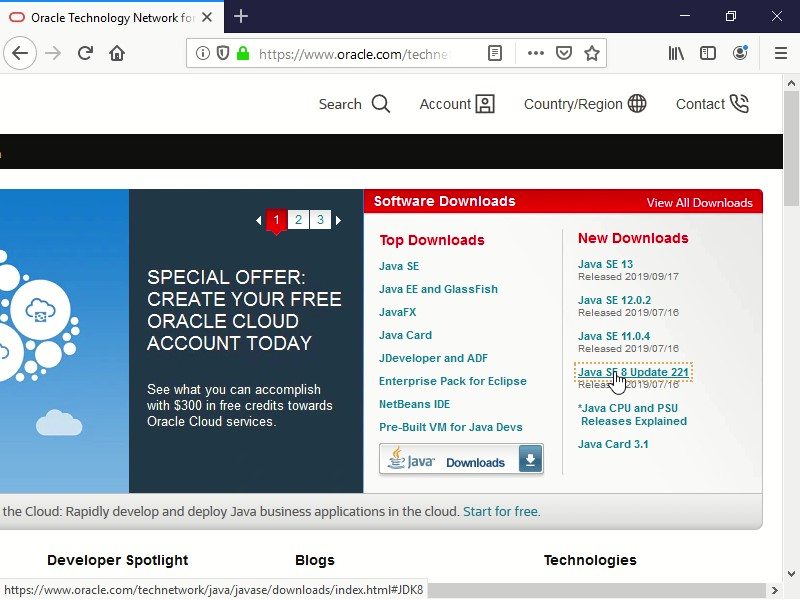 Oracle Technology Network for
https://www.oracle.com/techne
Search
Account
Country/Region
Contact
1 2 3
SPECIAL OFFER:
CREATE YOUR FREE
ORACLE CLOUD
ACCOUNT TODAY
See what you can accomplish
with $300 in free credits towards
Oracle Cloud services.
Software Downloads
View All Downloads
Top Downloads
Java SE
Java EE and GlassFish
JavaFX
Java Card
JDeveloper and ADF
Enterprise Pack for Eclipse
NetBeans IDE
Pre-Built VM for Java Devs
Java Downloads
New Downloads
Java SE 13
Released 2019/09/17
Java SE 12.0.2
Released 2019/07/16
Java SE 11.0.4
Released 2019/07/16
Java SE 8 Update 221
Released 2019/07/16
*Java CPU and PSU
Releases Explained
Java Card 3.1
the Cloud: Rapidly develop and deploy Java business applications in the cloud. Start for free.
Developer Spotlight
Blogs
Technologies
https://www.oracle.com/technetwork/java/javase/downloads/index.html#JDK8